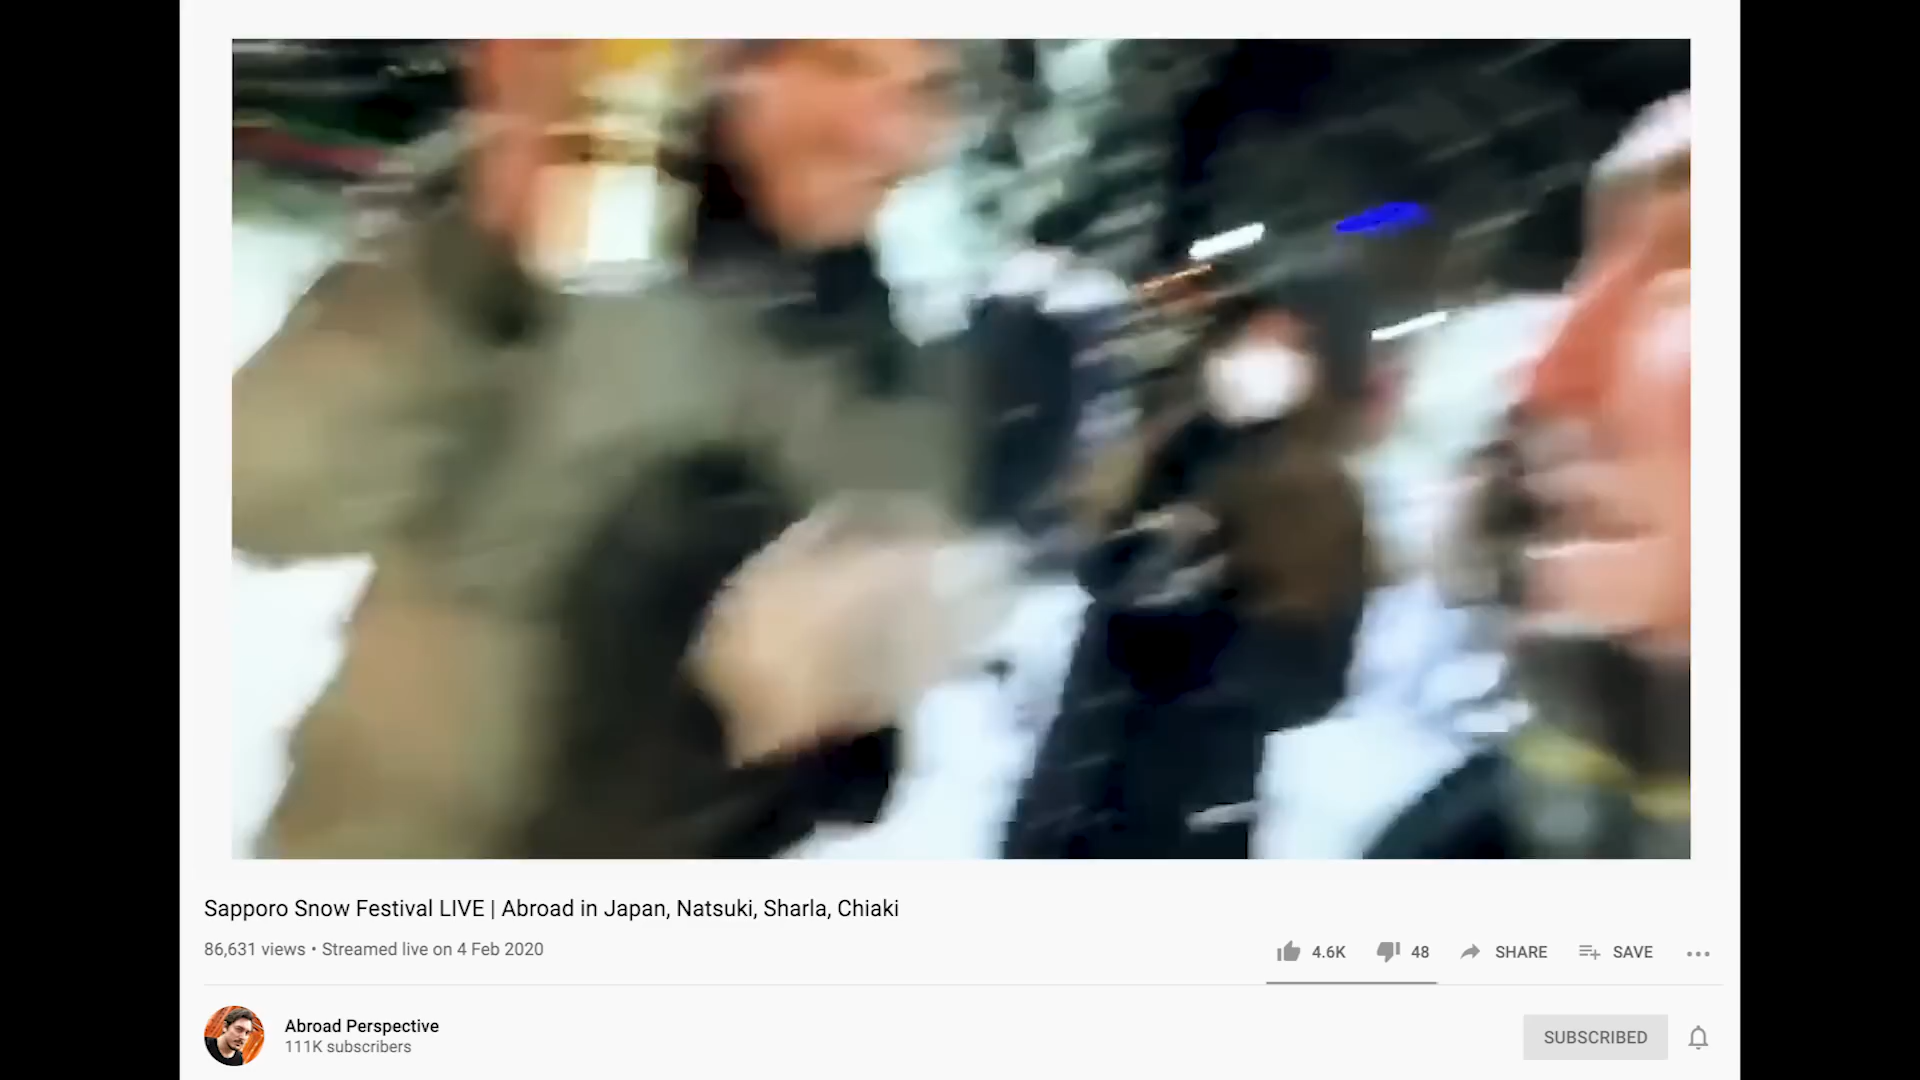 Sapporo Snow Festival LIVE | Abroad in Japan, Natsuki, Sharla, Chiaki
86,631 views • Streamed live on 4 Feb 2020
4.6K
48
SHARE
SAVE
Abroad Perspective
111K subscribers
SUBSCRIBED